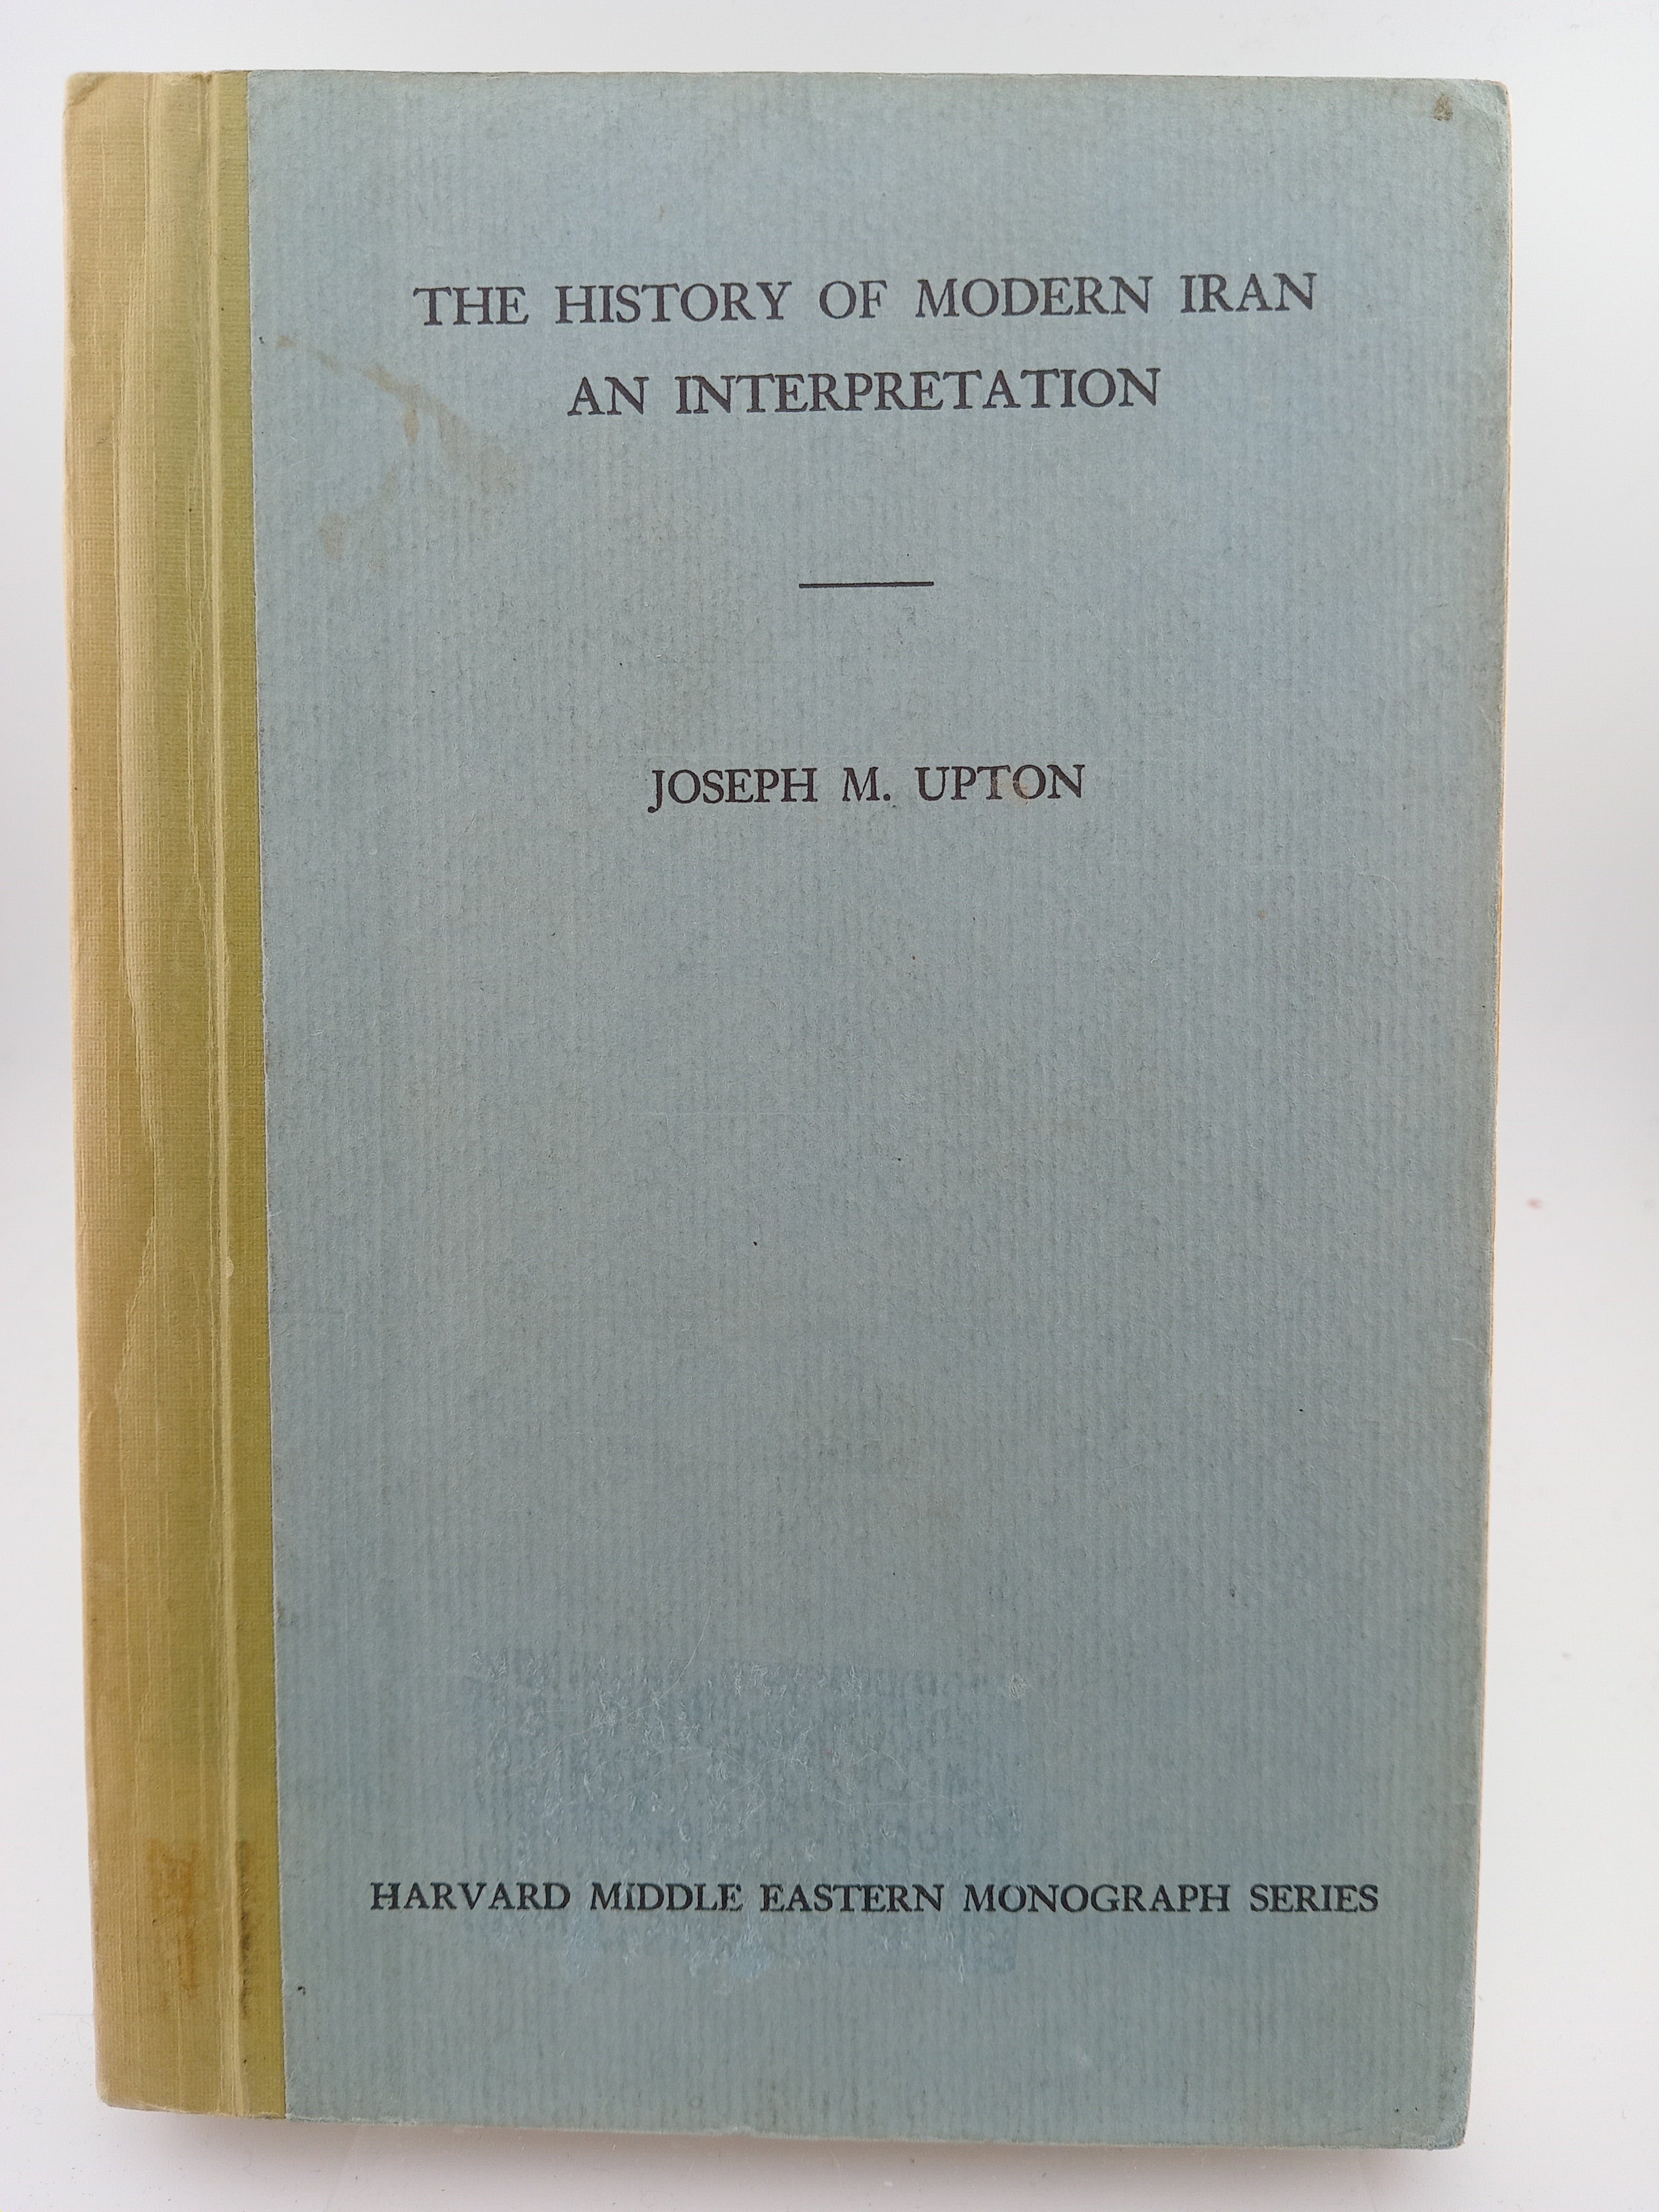 THE HISTORY OF MODERN IRAN
AN INTERPRETATION
JOSEPH M. UPTON
HARVARD MIDDLE EASTERN MONOGRAPH SERIES